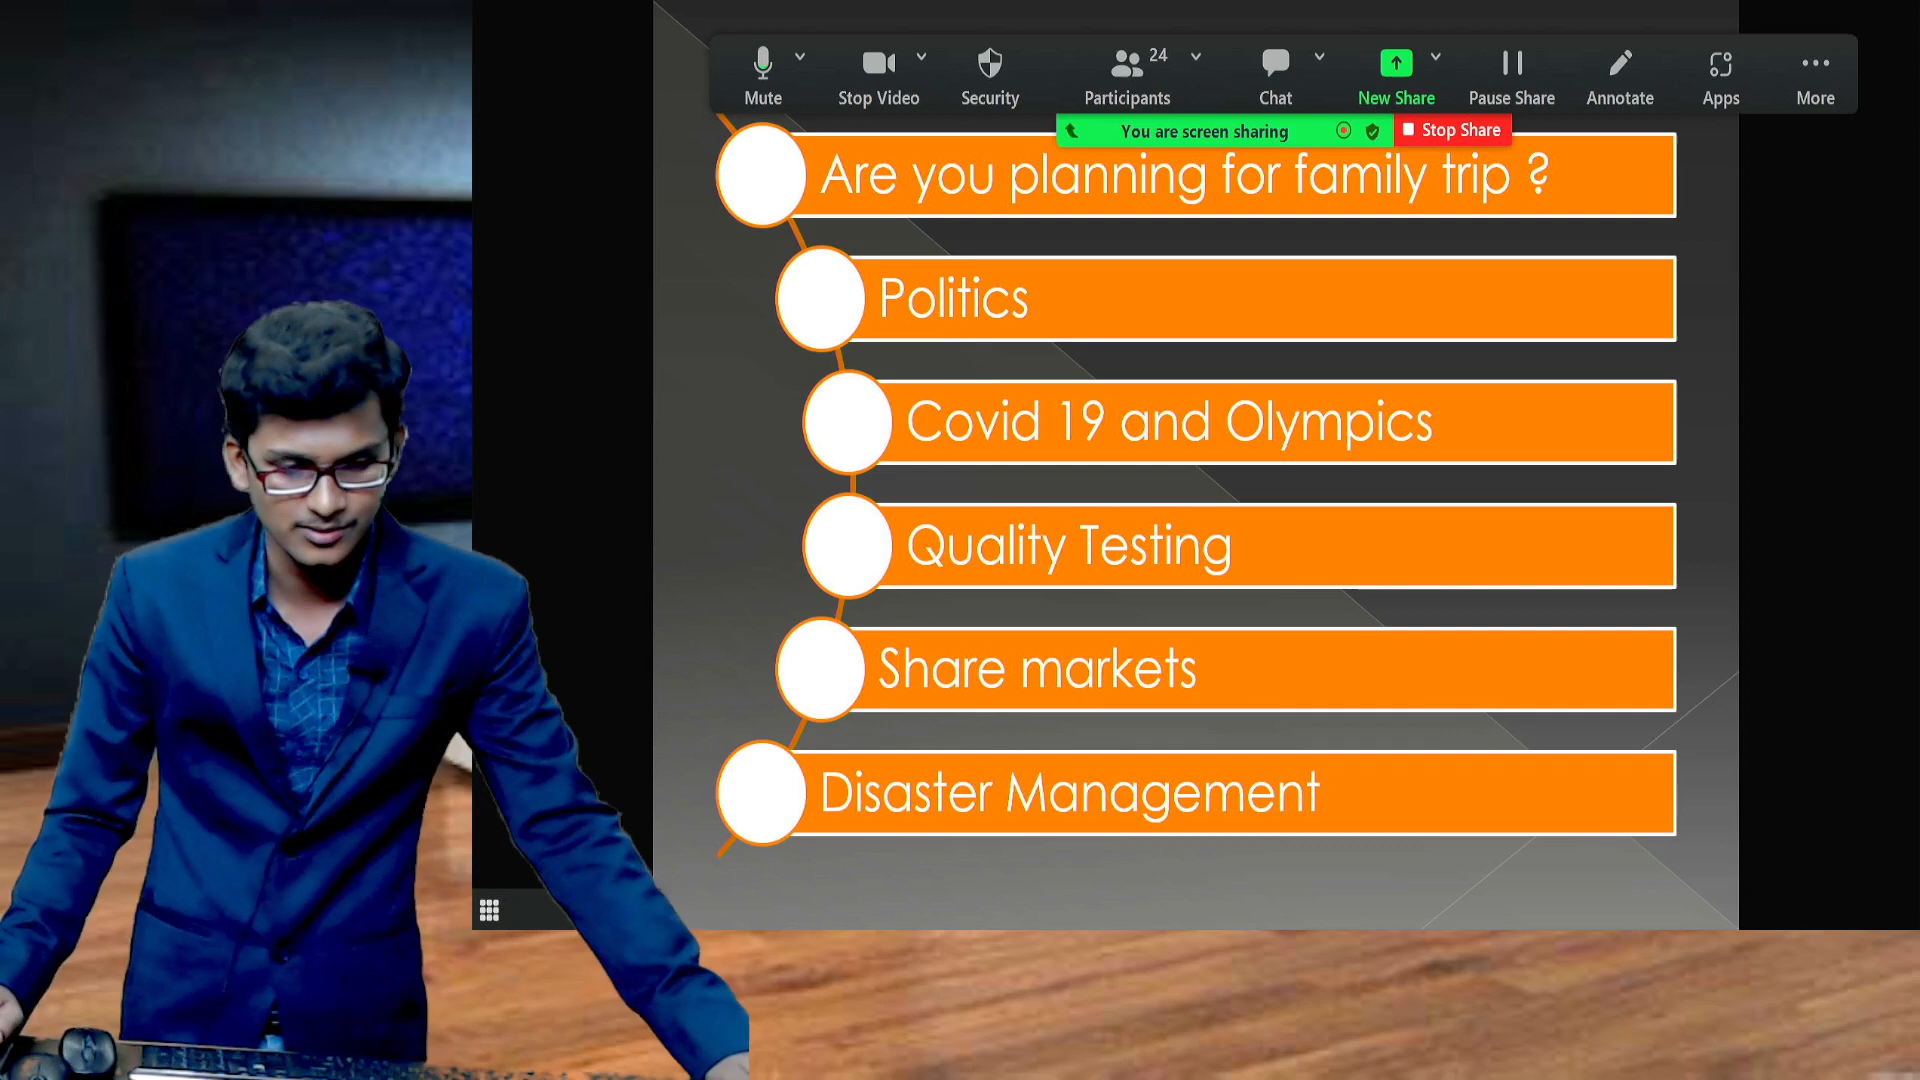 24
Mute
Stop Video
Security
Participants
Chat
New Share
Pause Share
Annotate
Apps
More
You are screen sharing
Stop Share
Are you planning for family trip ?
Politics
Covid 19 and Olympics
Quality Testing
Share markets
Disaster Management